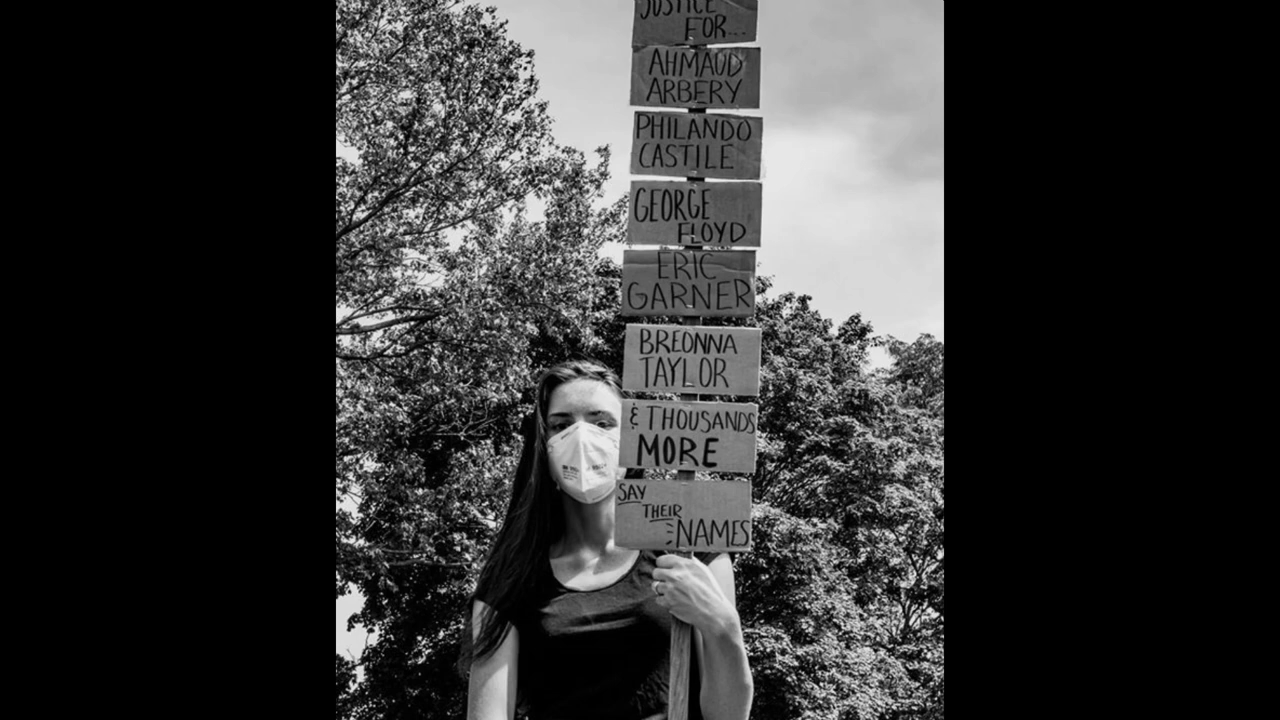 JUSTICE
FOR...
AHMAUD
ARBERY
PHILANDO
CASTILE
GEORGE
FLOYD
ERIC
GARNER
BREONNA
TAYLOR
& THOUSANDS
MORE
SAY
THEIR
NAMES